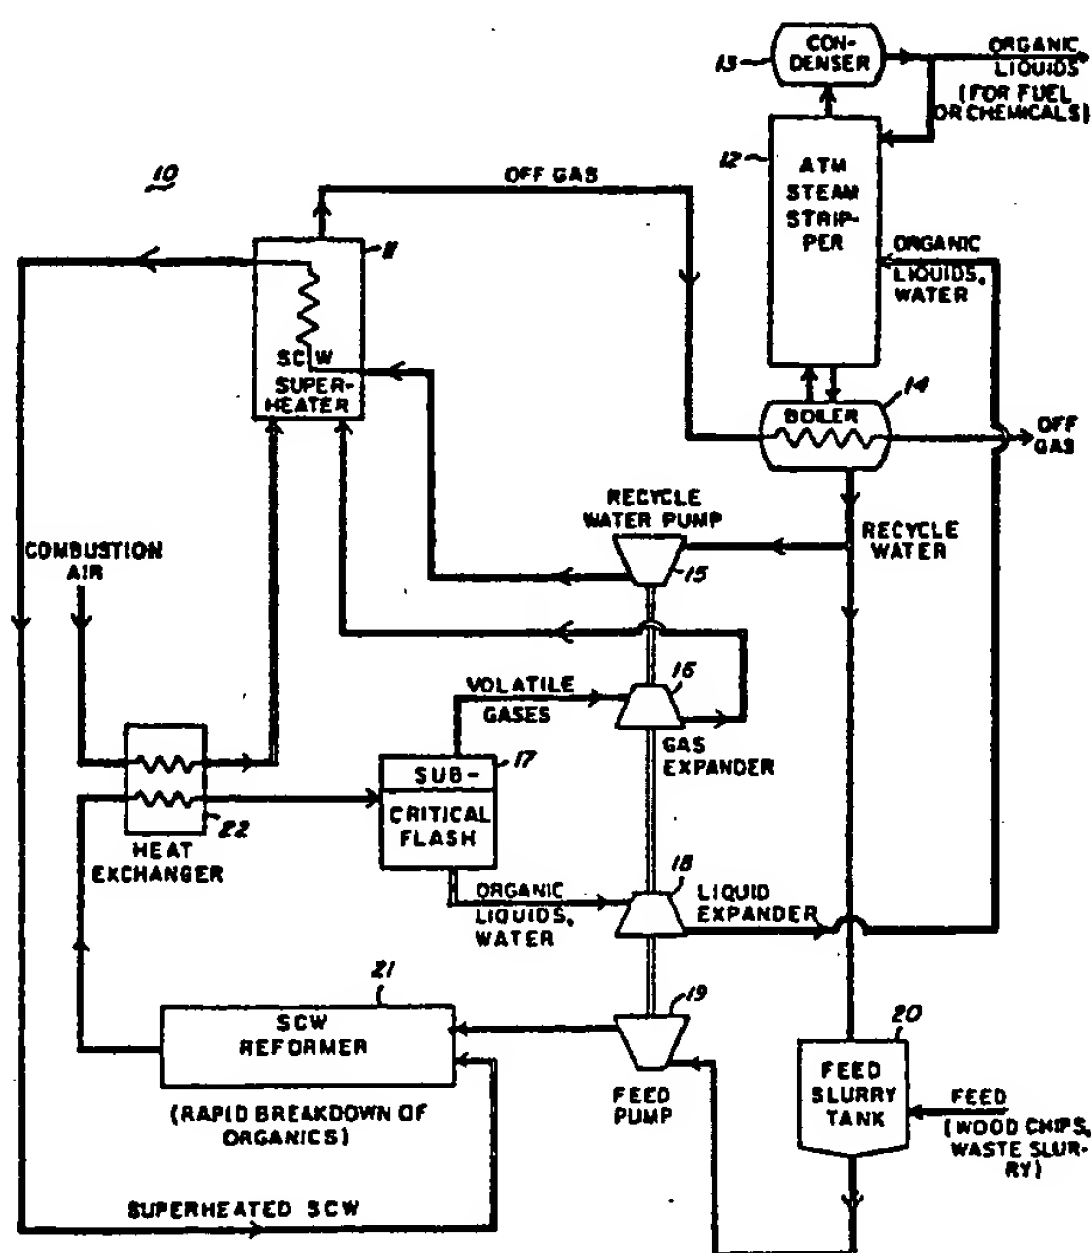 CON-
DENSER
13
ORGANIC
LIQUIDS
(FOR FUEL
OR CHEMICALS)
12
ATM
STEAM
STRIP-
PER
10
OFF GAS
11
ORGANIC
LIQUIDS,
WATER
SCW
SUPER-
HEATER
14
BOILER
OFF
GAS
RECYCLE
WATER PUMP
15
RECYCLE
WATER
COMBUSTION
AIR
16
VOLATILE
GASES
GAS
EXPANDER
17
SUB-
CRITICAL
FLASH
22
HEAT
EXCHANGER
18
ORGANIC
LIQUIDS,
WATER
LIQUID
EXPANDER
21
SCW
REFORMER
19
20
FEED
SLURRY
TANK
FEED
PUMP
FEED
(WOOD CHIPS,
WASTE SLUR-
RY)
(RAPID BREAKDOWN OF
ORGANICS)
SUPERHEATED SCW